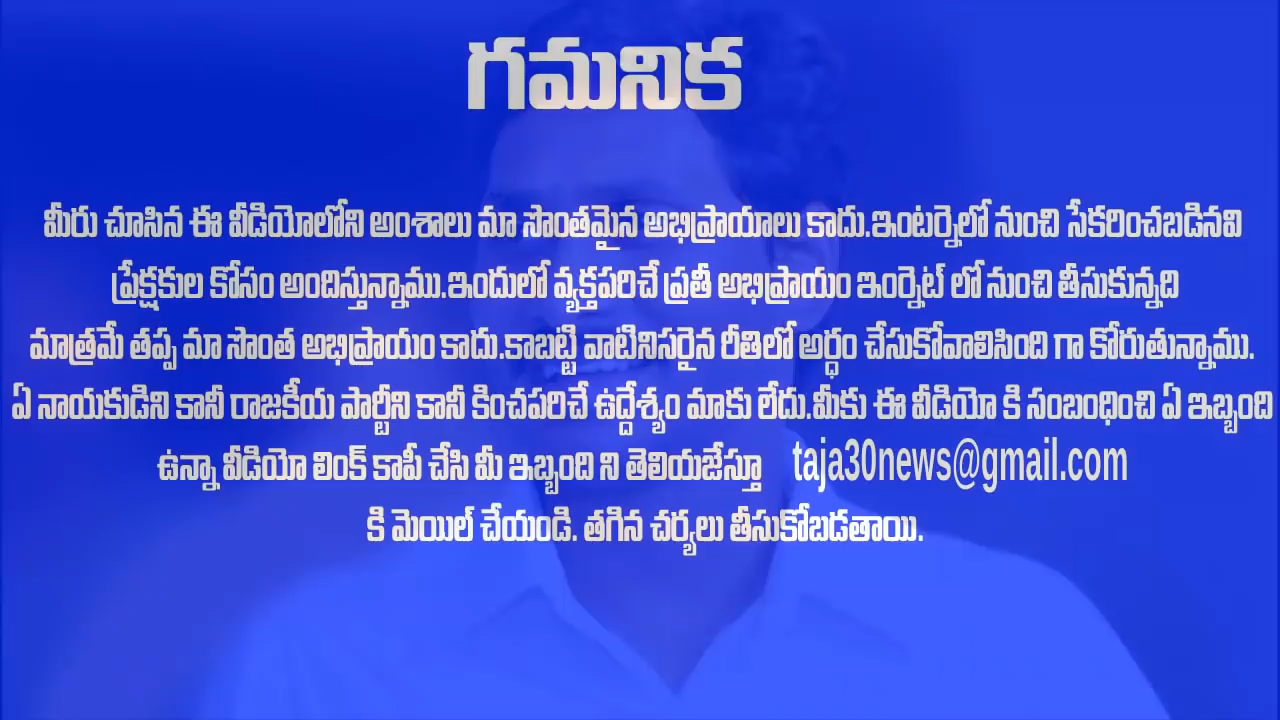 గమనిక
మీరు చూసిన ఈ వీడియోలోని అంశాలు మా సొంతమైన అభిప్రాయాలు కాదు.ఇంటర్నెలో నుంచి సేకరించబడినవి
ప్రేక్షకుల కోసం అందిస్తున్నాము.ఇందులో వ్యక్తపరిచే ప్రతీ అభిప్రాయం ఇంర్నెట్ లో నుంచి తీసుకున్నది
మాత్రమే తప్ప మా సొంత అభిప్రాయం కాదు.కాబట్టి వాటినిసరైన రీతిలో అర్ధం చేసుకోవాలిసింది గా కోరుతున్నాము.
ఏ నాయకుడిని కానీ రాజకీయ పార్టీని కానీ కించపరిచే ఉద్దేశ్యం మాకు లేదు.మీకు ఈ వీడియో కి సంబంధించి ఏ ఇబ్బంది
ఉన్నా వీడియో లింక్ కాపీ చేసి మీ ఇబ్బంది ని తెలియజేస్తూ taja30news@gmail.com
కి మెయిల్ చేయండి. తగిన చర్యలు తీసుకోబడతాయి.